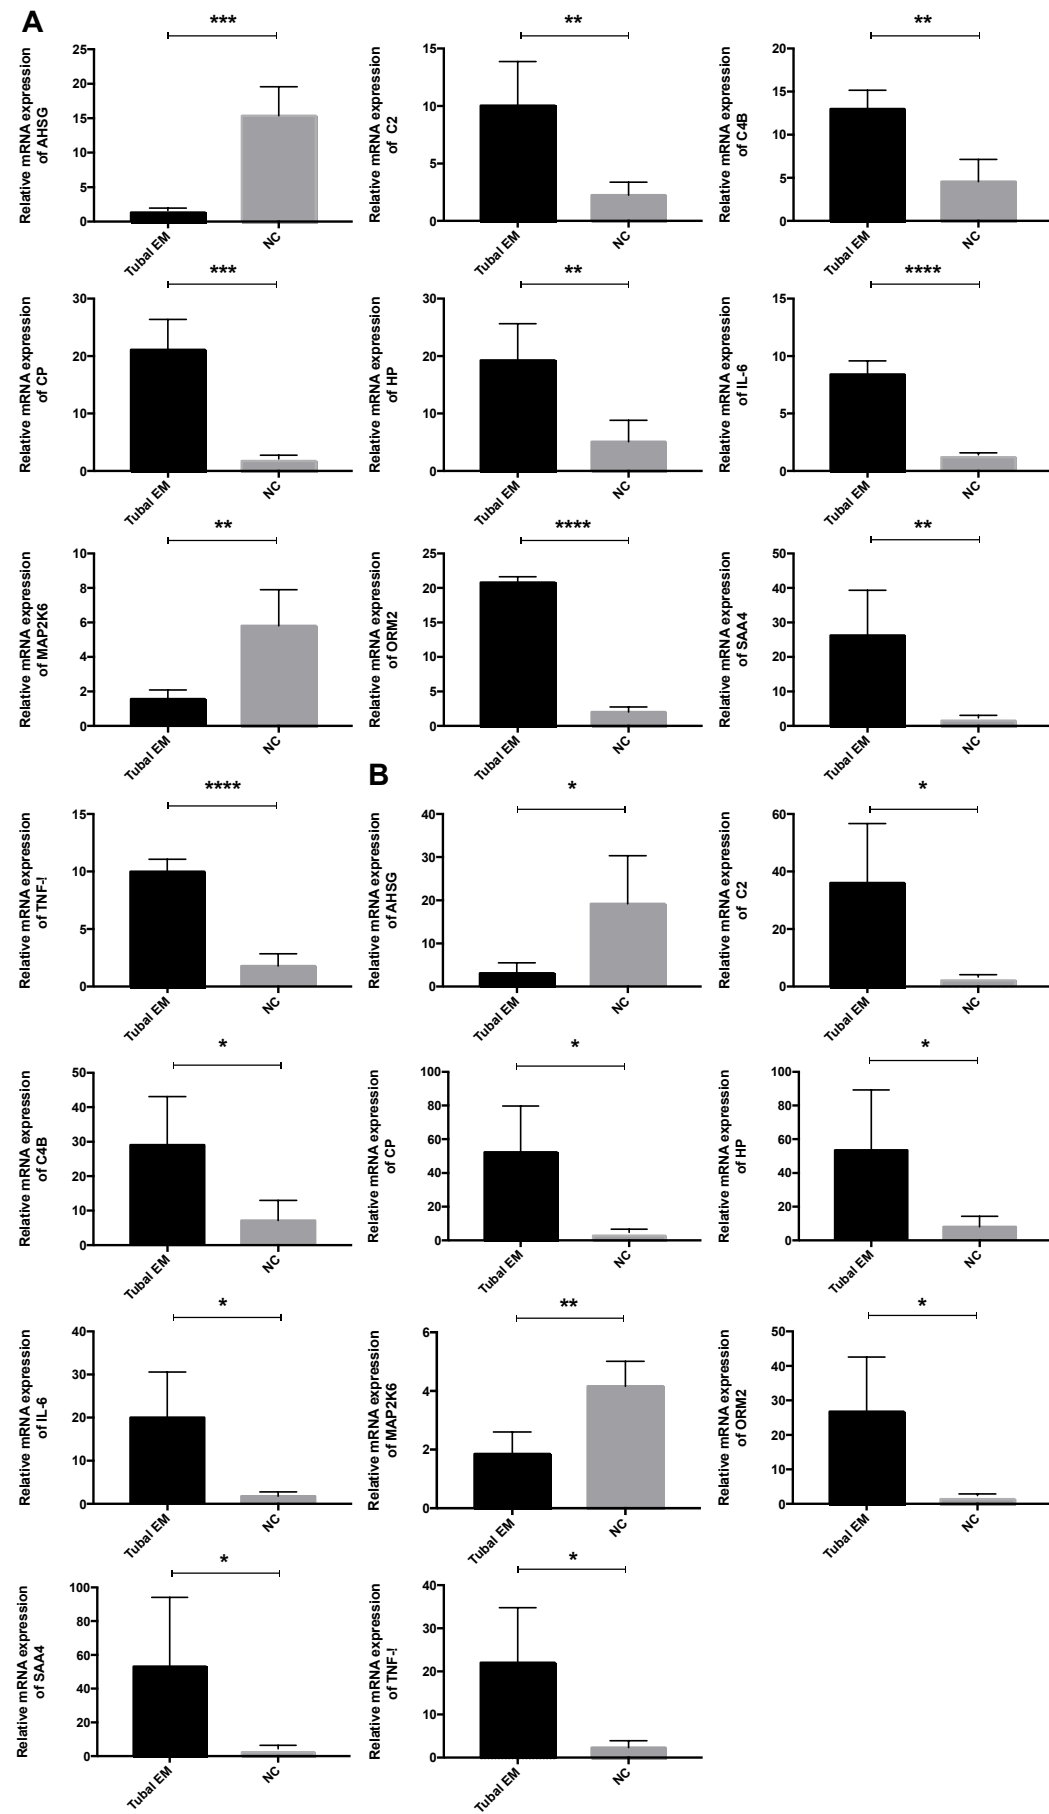 A
***
Relative mRNA expression
of AHSG
25
20
15
10
5
0
Tubal EM
NC
**
Relative mRNA expression
of C2
15
10
5
0
Tubal EM
NC
**
Relative mRNA expression
of C4B
20
15
10
5
0
Tubal EM
NC
***
Relative mRNA expression
of CP
30
20
10
0
Tubal EM
NC
**
Relative mRNA expression
of HP
30
20
10
0
Tubal EM
NC
****
Relative mRNA expression
of IL-6
15
10
5
0
Tubal EM
NC
**
Relative mRNA expression
of MAP2K6
10
8
6
4
2
0
Tubal EM
NC
****
Relative mRNA expression
of ORM2
25
20
15
10
5
0
Tubal EM
NC
**
Relative mRNA expression
of SAA4
50
40
30
20
10
0
Tubal EM
NC
****
Relative mRNA expression
of TNF-!
15
10
5
0
Tubal EM
NC
B
*
Relative mRNA expression
of AHSG
40
30
20
10
0
Tubal EM
NC
*
Relative mRNA expression
of C2
60
40
20
0
Tubal EM
NC
*
Relative mRNA expression
of C4B
50
40
30
20
10
0
Tubal EM
NC
*
Relative mRNA expression
of CP
100
80
60
40
20
0
Tubal EM
NC
*
Relative mRNA expression
of HP
100
80
60
40
20
0
Tubal EM
NC
*
Relative mRNA expression
of IL-6
40
30
20
10
0
Tubal EM
NC
**
Relative mRNA expression
of MAP2K6
6
4
2
0
Tubal EM
NC
*
Relative mRNA expression
of ORM2
50
40
30
20
10
0
Tubal EM
NC
*
Relative mRNA expression
of SAA4
100
80
60
40
20
0
Tubal EM
NC
*
Relative mRNA expression
of TNF-!
40
30
20
10
0
Tubal EM
NC